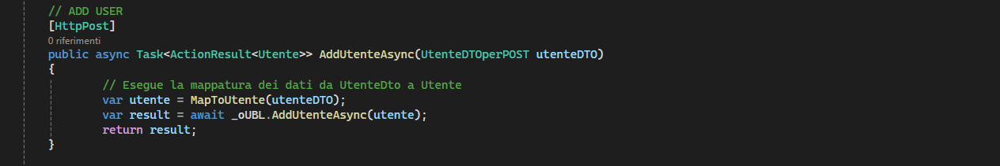 // ADD USER
[HttpPost]
0 riferimenti
public async Task<ActionResult<Utente>> AddUtenteAsync(UtenteDTOperPOST utenteDTO)
{
// Esegue la mappatura dei dati da UtenteDto a Utente
var utente = MapToUtente(utenteDTO);
var result = await _oUBL.AddUtenteAsync(utente);
return result;
}